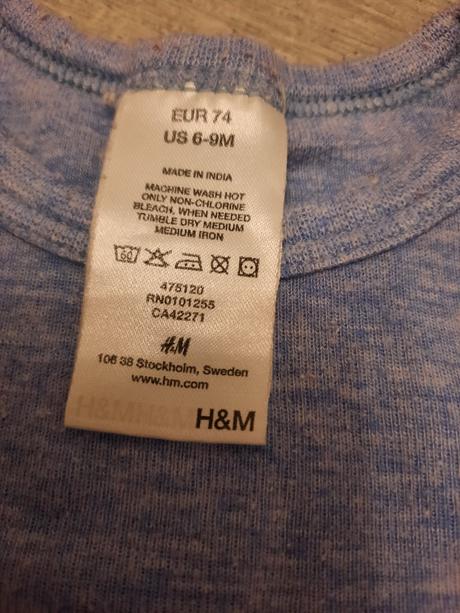 EUR 74
US 6-9M
MADE IN INDIA
MACHINE WASH HOT
ONLY NON-CHLORINE
BLEACH, WHEN NEEDED
TUMBLE DRY MEDIUM
MEDIUM IRON
60
475120
RN0101255
CA42271
H&M
106 38 Stockholm, Sweden
www.hm.com
H&M H&M H&M